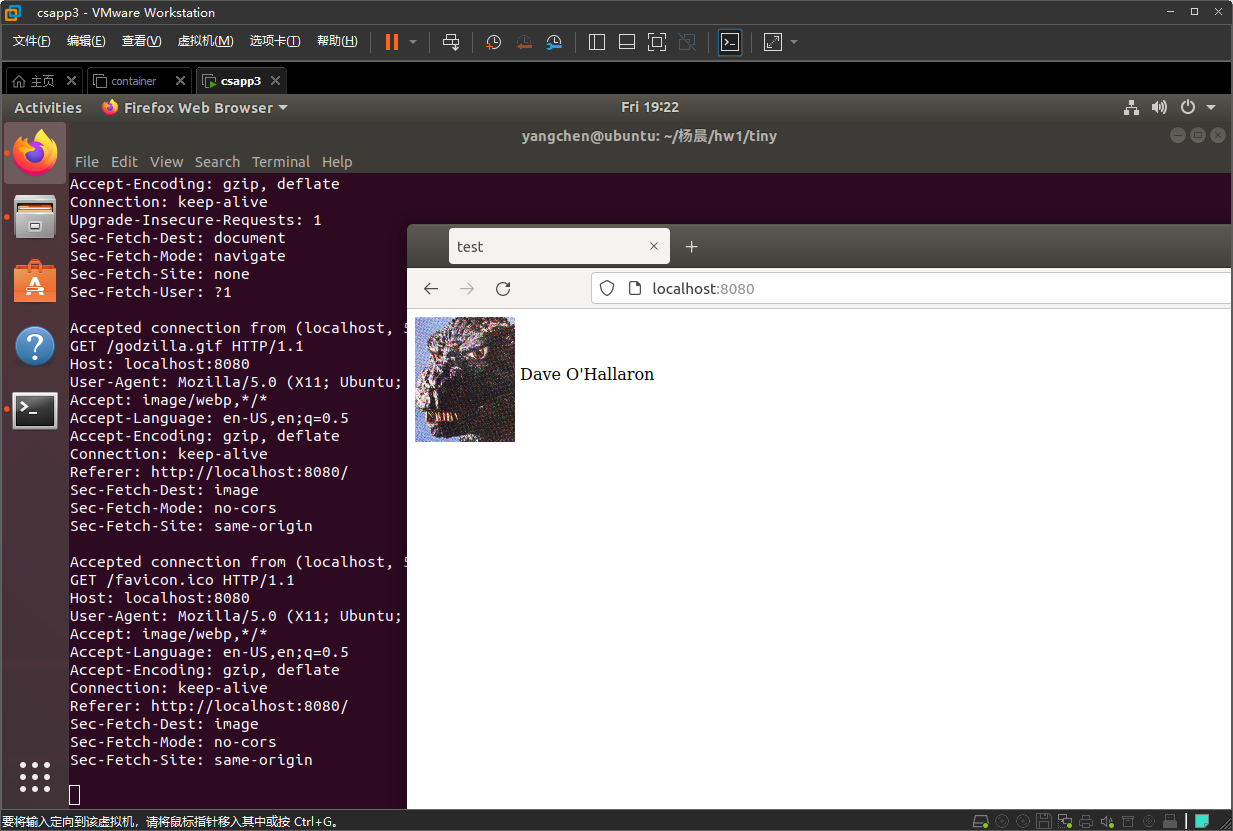 csapp3 - VMware Workstation
文件(F) 编辑(E) 查看(V) 虚拟机(M) 选项卡(T) 帮助(H)
主页 container csapp3
Activities Firefox Web Browser Fri 19:22
yangchen@ubuntu: ~/杨晨/hw1/tiny
File Edit View Search Terminal Help
Accept-Encoding: gzip, deflate
Connection: keep-alive
Upgrade-Insecure-Requests: 1
Sec-Fetch-Dest: document
Sec-Fetch-Mode: navigate
Sec-Fetch-Site: none
Sec-Fetch-User: ?1
Accepted connection from (localhost,
GET /godzilla.gif HTTP/1.1
Host: localhost:8080
User-Agent: Mozilla/5.0 (X11; Ubuntu;
Accept: image/webp,*/*
Accept-Language: en-US,en;q=0.5
Accept-Encoding: gzip, deflate
Connection: keep-alive
Referer: http://localhost:8080/
Sec-Fetch-Dest: image
Sec-Fetch-Mode: no-cors
Sec-Fetch-Site: same-origin
Accepted connection from (localhost,
GET /favicon.ico HTTP/1.1
Host: localhost:8080
User-Agent: Mozilla/5.0 (X11; Ubuntu;
Accept: image/webp,*/*
Accept-Language: en-US,en;q=0.5
Accept-Encoding: gzip, deflate
Connection: keep-alive
Referer: http://localhost:8080/
Sec-Fetch-Dest: image
Sec-Fetch-Mode: no-cors
Sec-Fetch-Site: same-origin
test
localhost:8080
Dave O'Hallaron
要将输入定向到该虚拟机，请将鼠标指针移入其中或按 Ctrl+G。